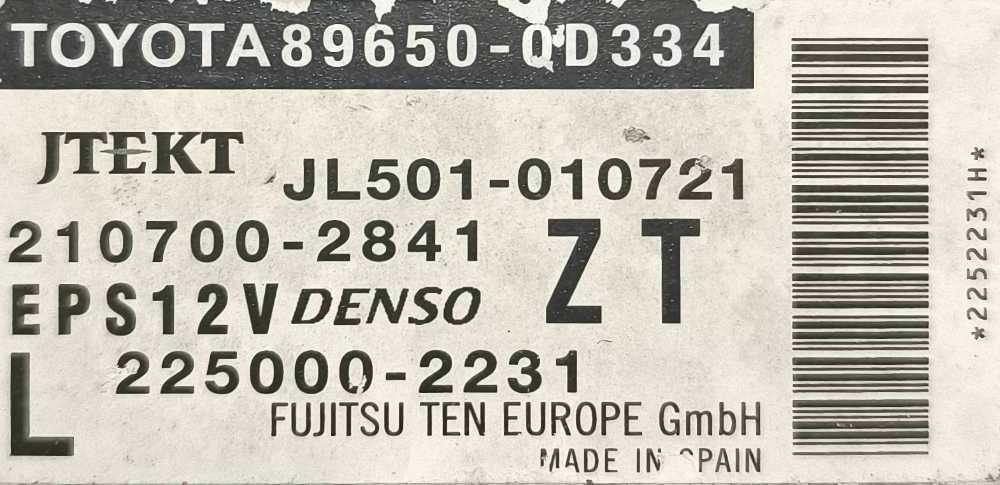 TOYOTA 89650-0D334
JTEKT JL501-010721
210700-2841 ZT
EPS12V DENSO
L 225000-2231
FUJITSU TEN EUROPE GmbH
MADE IN SPAIN
*2252231H*